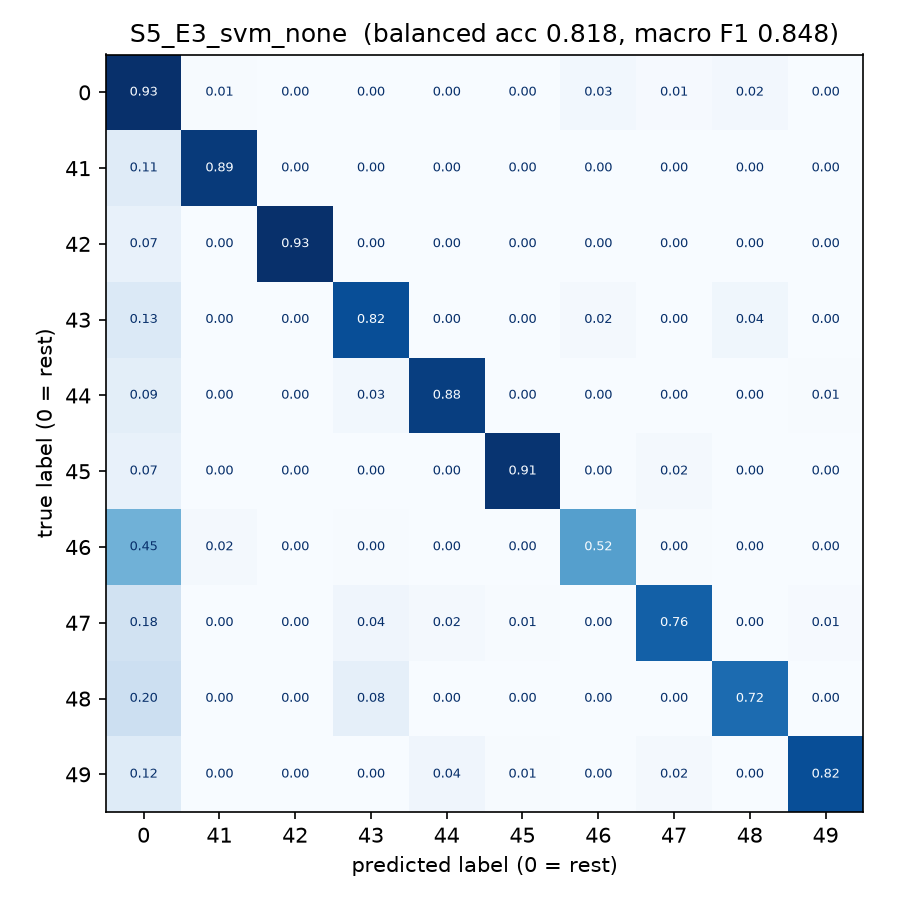 S5_E3_svm_none (balanced acc 0.818, macro F1 0.848)
0 0.93 0.01 0.00 0.00 0.00 0.00 0.03 0.01 0.02 0.00
41 0.11 0.89 0.00 0.00 0.00 0.00 0.00 0.00 0.00 0.00
42 0.07 0.00 0.93 0.00 0.00 0.00 0.00 0.00 0.00 0.00
43 0.13 0.00 0.00 0.82 0.00 0.00 0.02 0.00 0.04 0.00
44 0.09 0.00 0.00 0.03 0.88 0.00 0.00 0.00 0.00 0.01
45 0.07 0.00 0.00 0.00 0.00 0.91 0.00 0.02 0.00 0.00
46 0.45 0.02 0.00 0.00 0.00 0.00 0.52 0.00 0.00 0.00
47 0.18 0.00 0.00 0.04 0.02 0.01 0.00 0.76 0.00 0.01
48 0.20 0.00 0.00 0.08 0.00 0.00 0.00 0.00 0.72 0.00
49 0.12 0.00 0.00 0.00 0.04 0.01 0.00 0.02 0.00 0.82
0 41 42 43 44 45 46 47 48 49
predicted label (0 = rest)
true label (0 = rest)